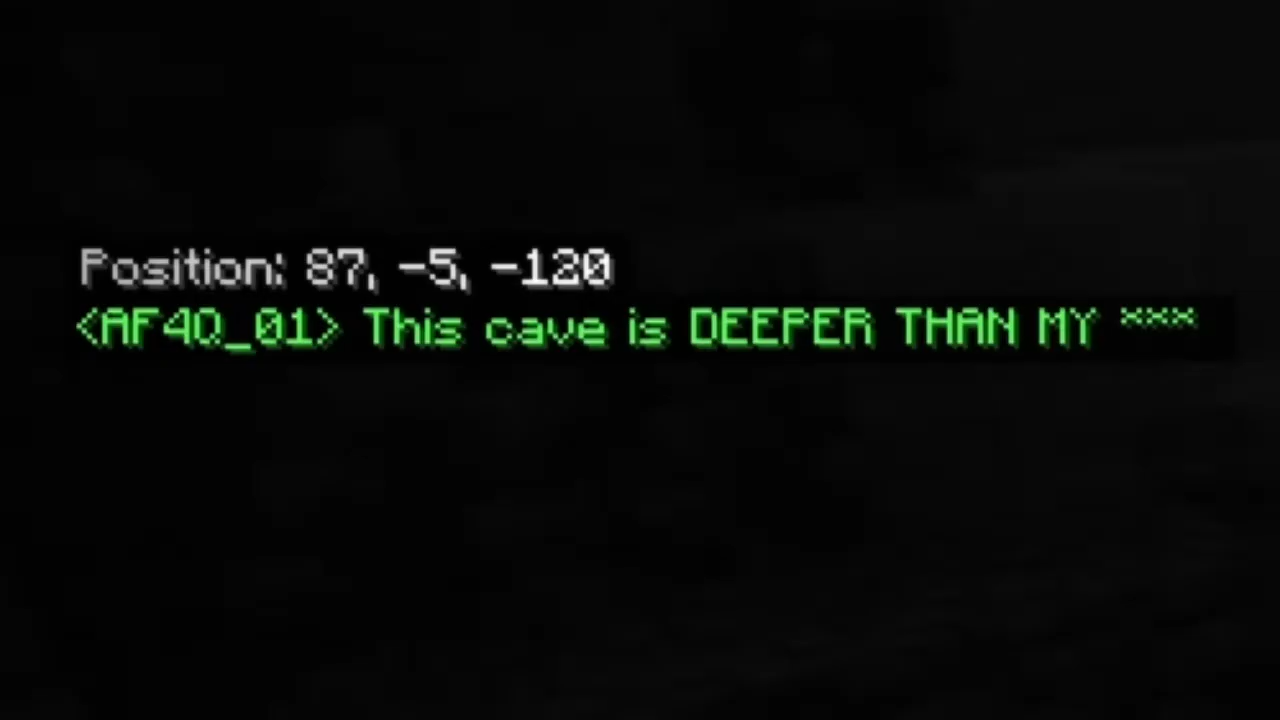 Position: 87, -5, -120
<AF4Q_01> This cave is DEEPER THAN MY ***